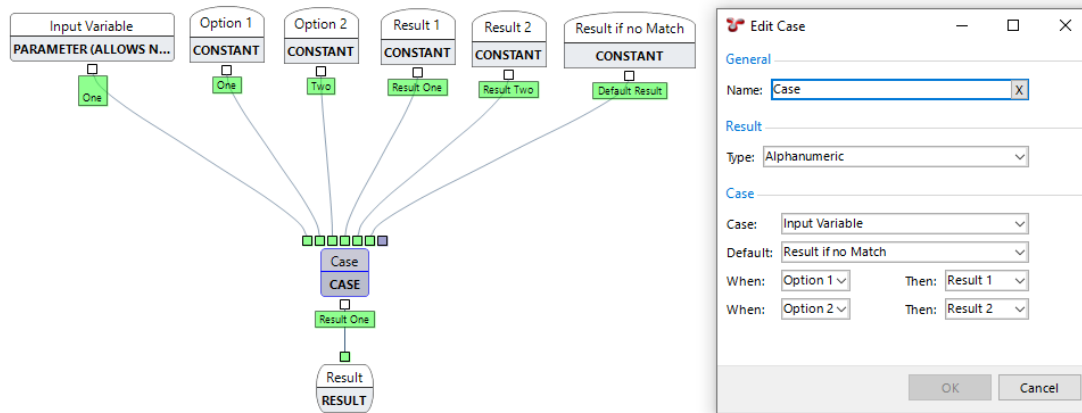 Input Variable
PARAMETER (ALLOWS N...
One
Option 1
CONSTANT
One
Option 2
CONSTANT
Two
Result 1
CONSTANT
Result One
Result 2
CONSTANT
Result Two
Result if no Match
CONSTANT
Default Result
Case
CASE
Result One
Result
RESULT
Edit Case
General
Name: Case X
Result
Type: Alphanumeric
Case
Case: Input Variable
Default: Result if no Match
When: Option 1 Then: Result 1
When: Option 2 Then: Result 2
OK Cancel